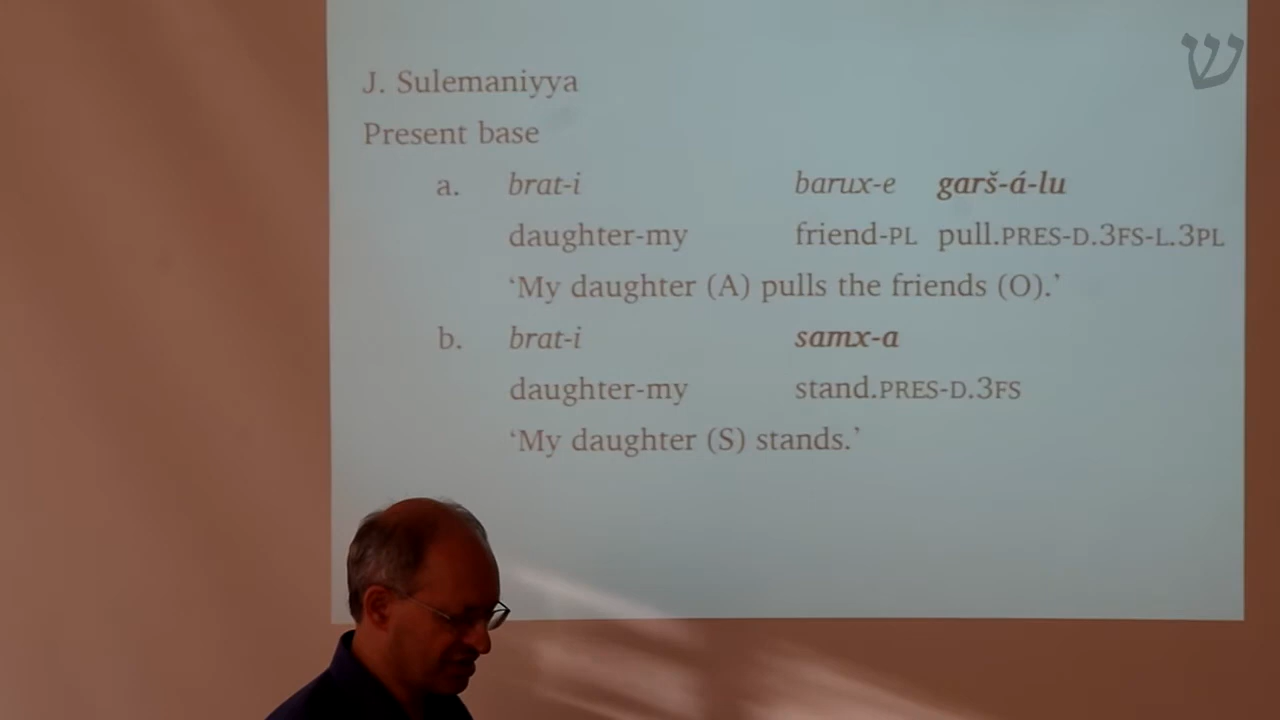 ש
J. Sulemaniyya
Present base
a. brat-i barux-e garš-á-lu
daughter-my friend-PL pull.PRES-D.3FS-L.3PL
‘My daughter (A) pulls the friends (O).’
b. brat-i samx-a
daughter-my stand.PRES-D.3FS
‘My daughter (S) stands.’